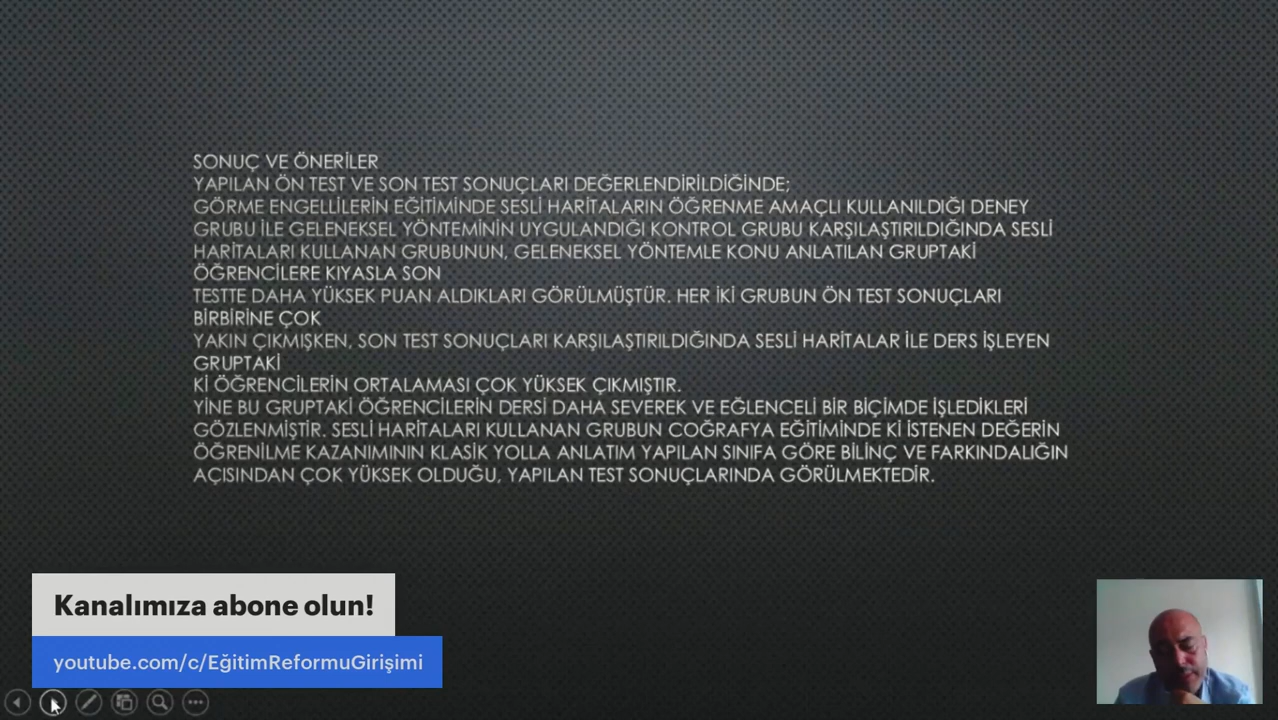 SONUÇ VE ÖNERİLER
YAPILAN ÖN TEST VE SON TEST SONUÇLARI DEĞERLENDİRİLDİĞİNDE;
GÖRME ENGELLİLERİN EĞİTİMİNDE SESLİ HARİTALARIN ÖĞRENME AMAÇLI KULLANILDIĞI DENEY
GRUBU İLE GELENEKSEL YÖNTEMİNİN UYGULANDIĞI KONTROL GRUBU KARŞILAŞTIRILDIĞINDA SESLİ
HARİTALARI KULLANAN GRUBUNUN, GELENEKSEL YÖNTEMLE KONU ANLATILAN GRUPTAKİ
ÖĞRENCİLERE KIYASLA SON
TESTTE DAHA YÜKSEK PUAN ALDIKLARI GÖRÜLMÜŞTÜR. HER İKİ GRUBUN ÖN TEST SONUÇLARI
BİRBİRİNE ÇOK
YAKIN ÇIKMIŞKEN, SON TEST SONUÇLARI KARŞILAŞTIRILDIĞINDA SESLİ HARİTALAR İLE DERS İŞLEYEN
GRUPTAKİ
Kİ ÖĞRENCİLERİN ORTALAMASI ÇOK YÜKSEK ÇIKMIŞTIR.
YİNE BU GRUPTAKİ ÖĞRENCİLERİN DERSİ DAHA SEVEREK VE EĞLENCELİ BİR BİÇİMDE İŞLEDİKLERİ
GÖZLENMİŞTİR. SESLİ HARİTALARI KULLANAN GRUBUN COĞRAFYA EĞİTİMİNDE Kİ İSTENEN DEĞERİN
ÖĞRENİLME KAZANIMININ KLASİK YOLLA ANLATIM YAPILAN SINIFA GÖRE BİLİNÇ VE FARKINDALIĞIN
AÇISINDAN ÇOK YÜKSEK OLDUĞU, YAPILAN TEST SONUÇLARINDA GÖRÜLMEKTEDİR.
Kanalımıza abone olun!
youtube.com/c/EğitimReformuGirişimi